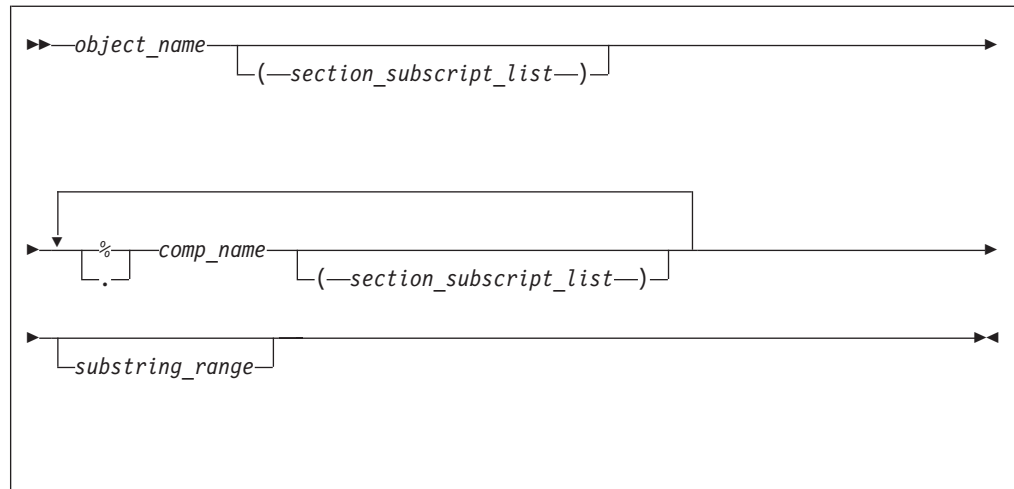 object_name
(section_subscript_list)
% comp_name
. (section_subscript_list)
substring_range